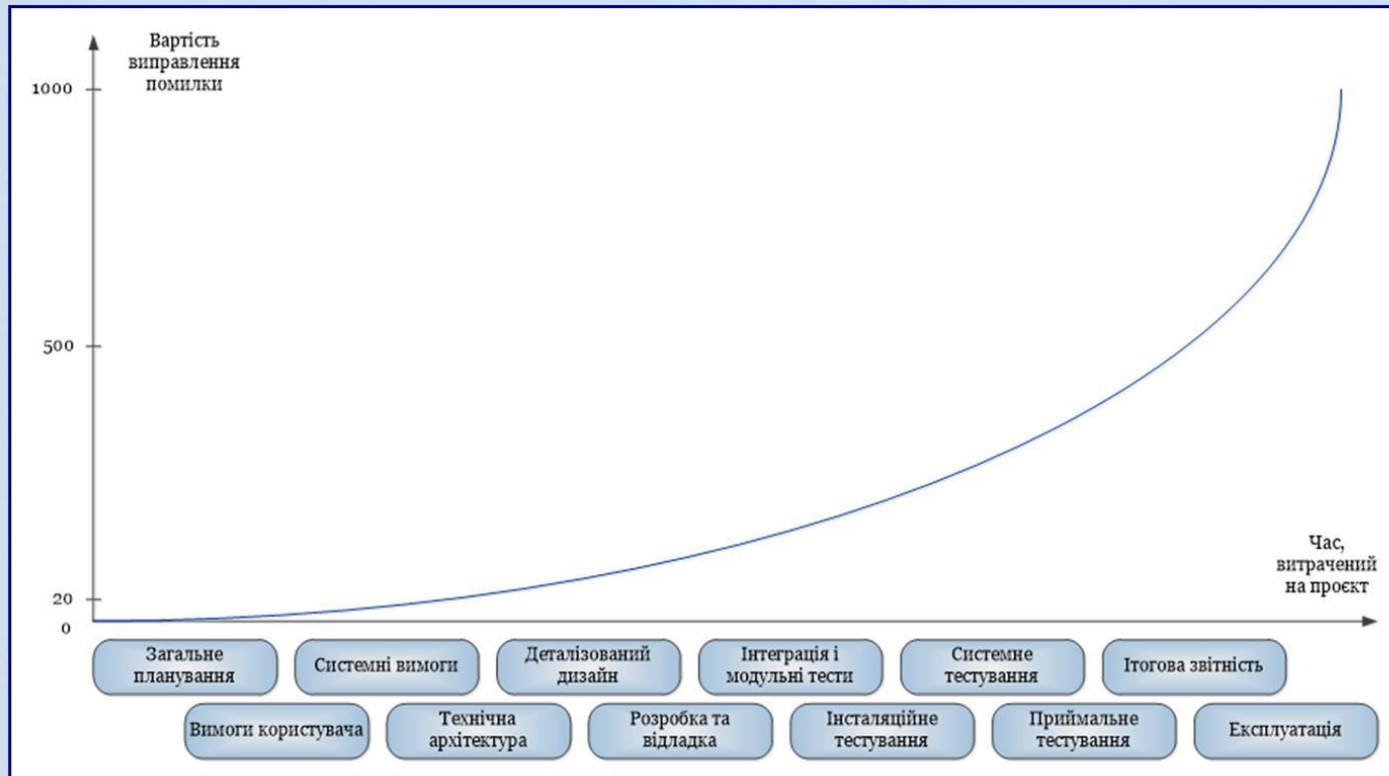 Вартість
виправлення
помилки
1000
500
20
0
Час,
витрачений
на проєкт
Загальне
планування
Системні вимоги
Деталізований
дизайн
Інтеграція і
модульні тести
Системне
тестування
Ітогова звітність
Вимоги користувача
Технічна
архітектура
Розробка та
відладка
Інсталяційне
тестування
Приймальне
тестування
Експлуатація